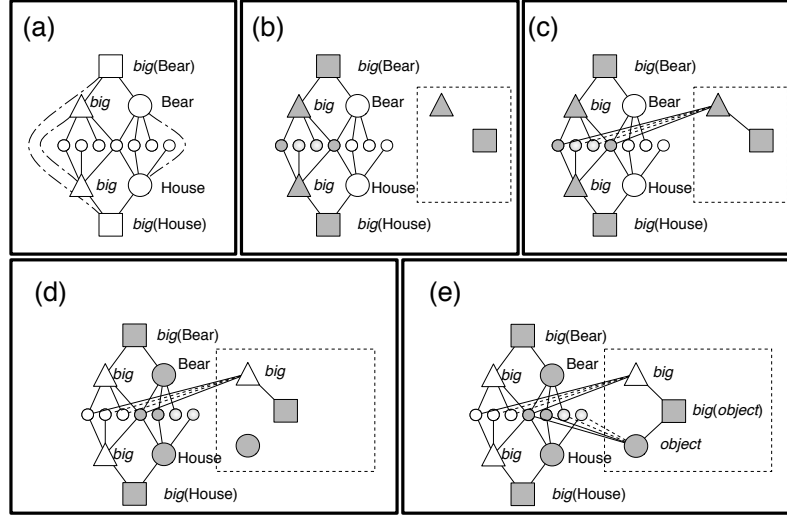 (a)
big(Bear)
big
Bear
big
House
big(House)
(b)
big(Bear)
big
Bear
big
House
big(House)
(c)
big(Bear)
big
Bear
big
House
big(House)
(d)
big(Bear)
big
Bear
big
big
House
big(House)
(e)
big(Bear)
big
Bear
big
big(object)
object
big
House
big(House)